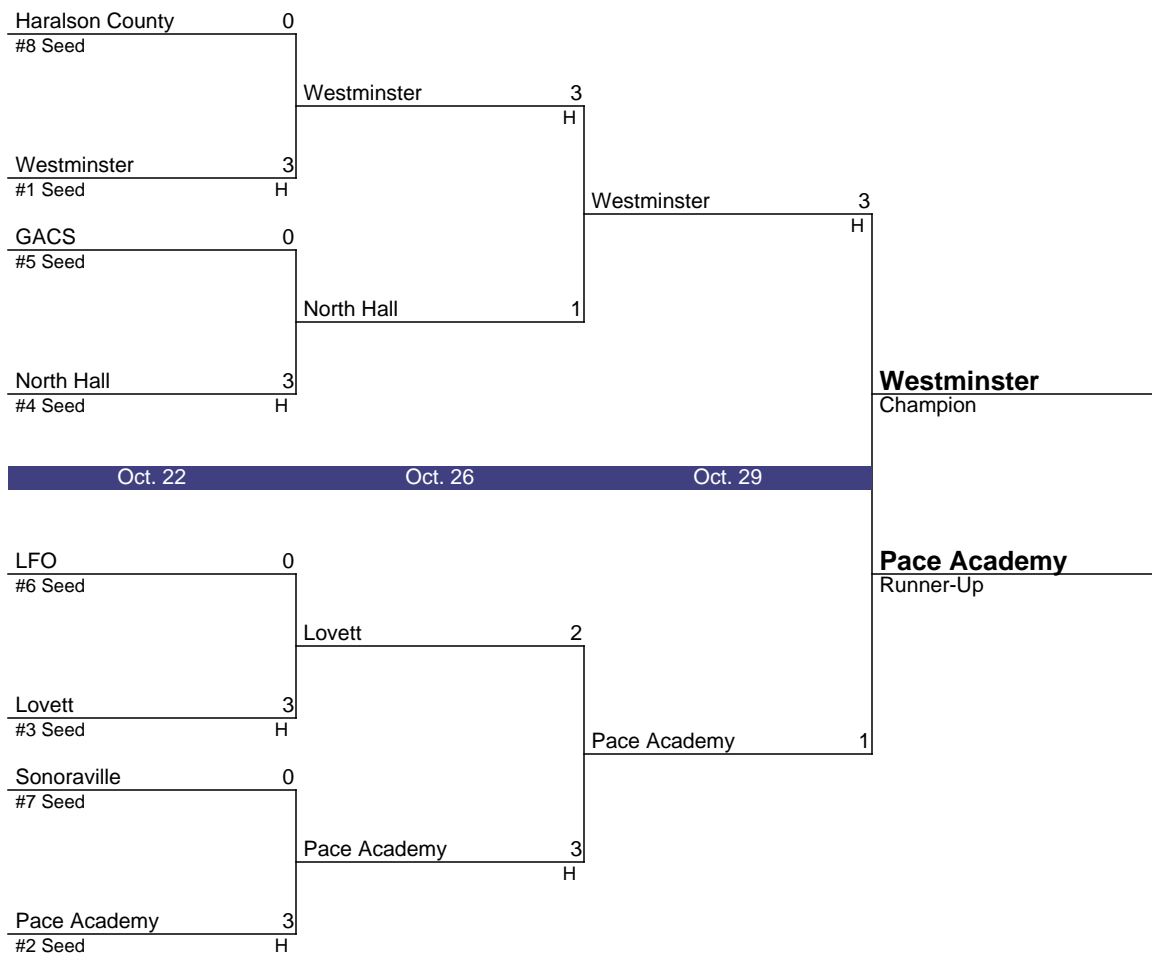 Haralson County 0
#8 Seed
Westminster 3
H
Westminster 3
#1 Seed H
Westminster 3
H
GACS 0
#5 Seed
North Hall 1
North Hall 3
#4 Seed H
Westminster
Champion
Oct. 22 Oct. 26 Oct. 29
LFO 0
#6 Seed
Pace Academy
Runner-Up
Lovett 2
Lovett 3
#3 Seed H
Pace Academy 1
Sonoraville 0
#7 Seed
Pace Academy 3
H
Pace Academy 3
#2 Seed H